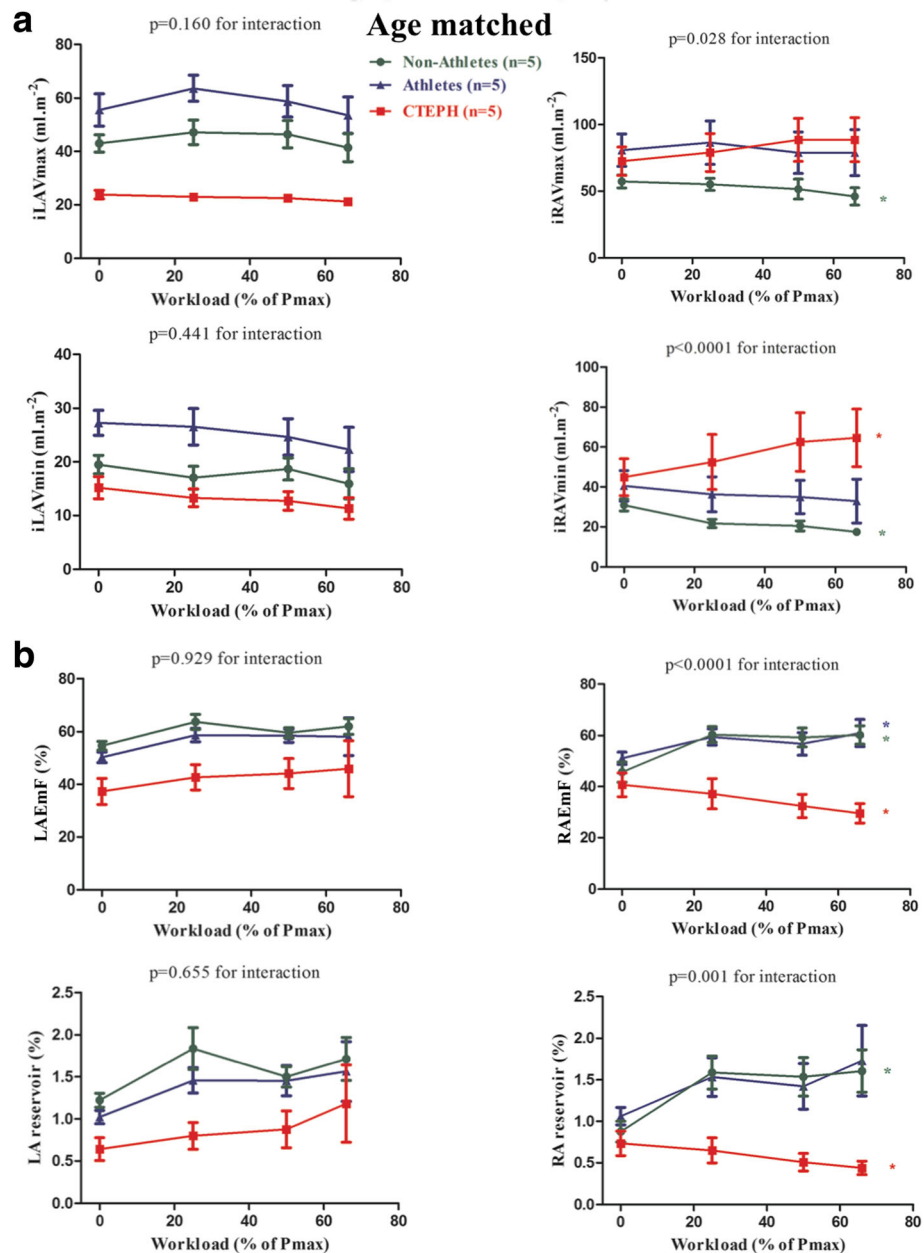 a
Age matched
Non-Athletes (n=5)
Athletes (n=5)
CTEPH (n=5)
p=0.160 for interaction
iLAVmax (ml.m-2)
80
60
40
20
0
0 20 40 60 80
Workload (% of Pmax)
p=0.028 for interaction
iRAVmax (ml.m-2)
150
100
50
0
*
0 20 40 60 80
Workload (% of Pmax)
p=0.441 for interaction
iLAVmin (ml.m-2)
40
30
20
10
0
0 20 40 60 80
Workload (% of Pmax)
p<0.0001 for interaction
iRAVmin (ml.m-2)
100
80
60
40
20
0
*
*
0 20 40 60 80
Workload (% of Pmax)
b
p=0.929 for interaction
LAEmF (%)
80
60
40
20
0
0 20 40 60 80
Workload (% of Pmax)
p<0.0001 for interaction
RAEmF (%)
80
60
40
20
0
*
*
*
0 20 40 60 80
Workload (% of Pmax)
p=0.655 for interaction
LA reservoir (%)
2.5
2.0
1.5
1.0
0.5
0.0
0 20 40 60 80
Workload (% of Pmax)
p=0.001 for interaction
RA reservoir (%)
2.5
2.0
1.5
1.0
0.5
0.0
*
*
0 20 40 60 80
Workload (% of Pmax)